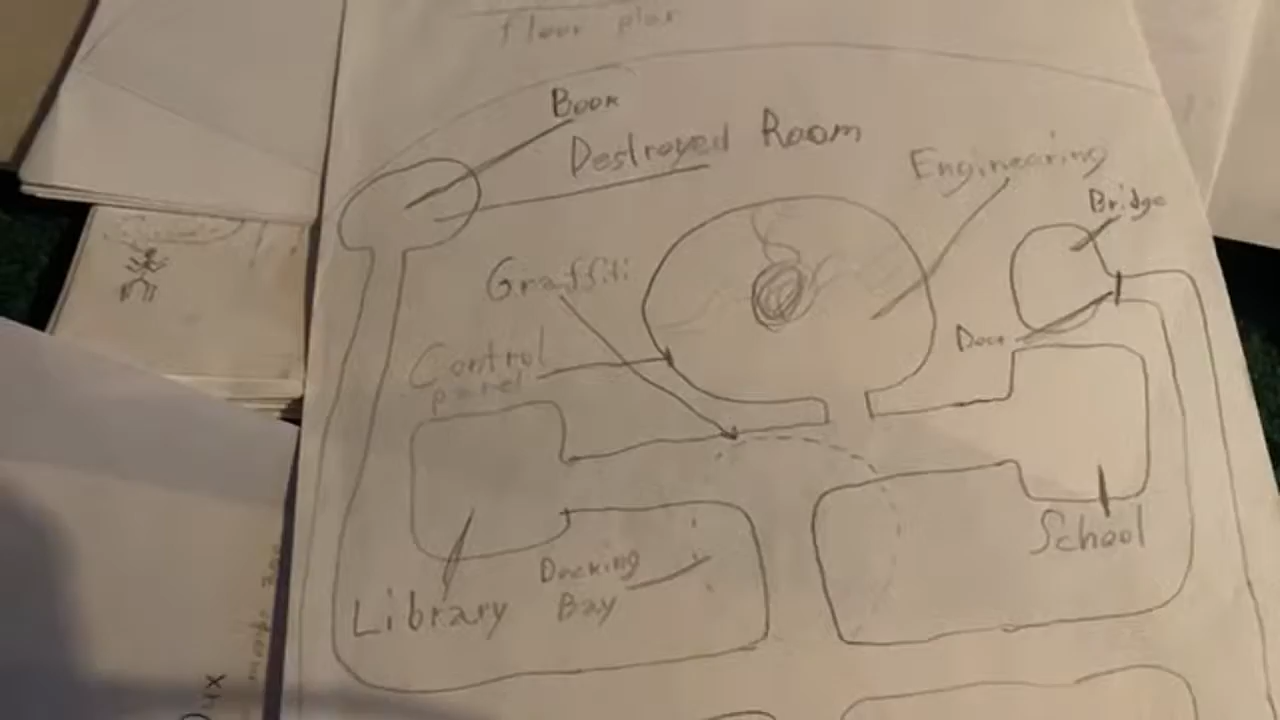 floor plan
Book
Destroyed Room
Engineering
Bridge
Graffiti
Control
panel
Door
School
Docking
Bay
Library